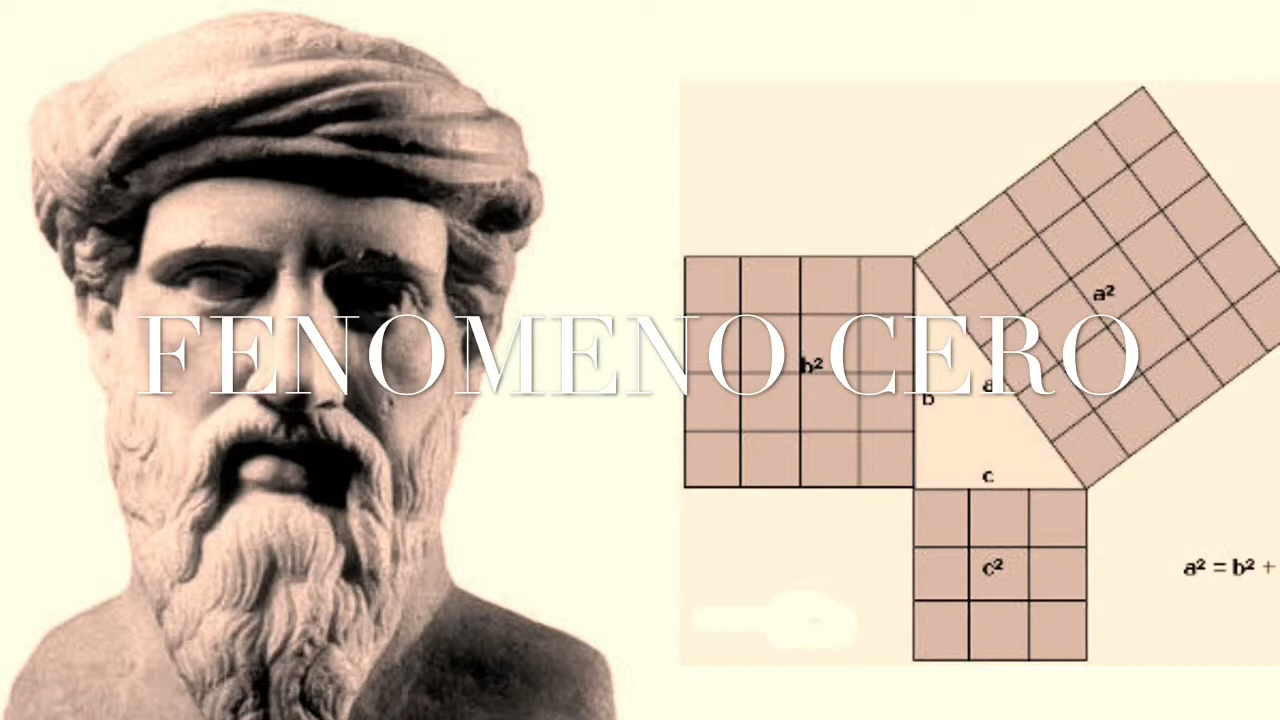 FENOMENO CERO
a²
b²
a
b
c
c²
a² = b² +